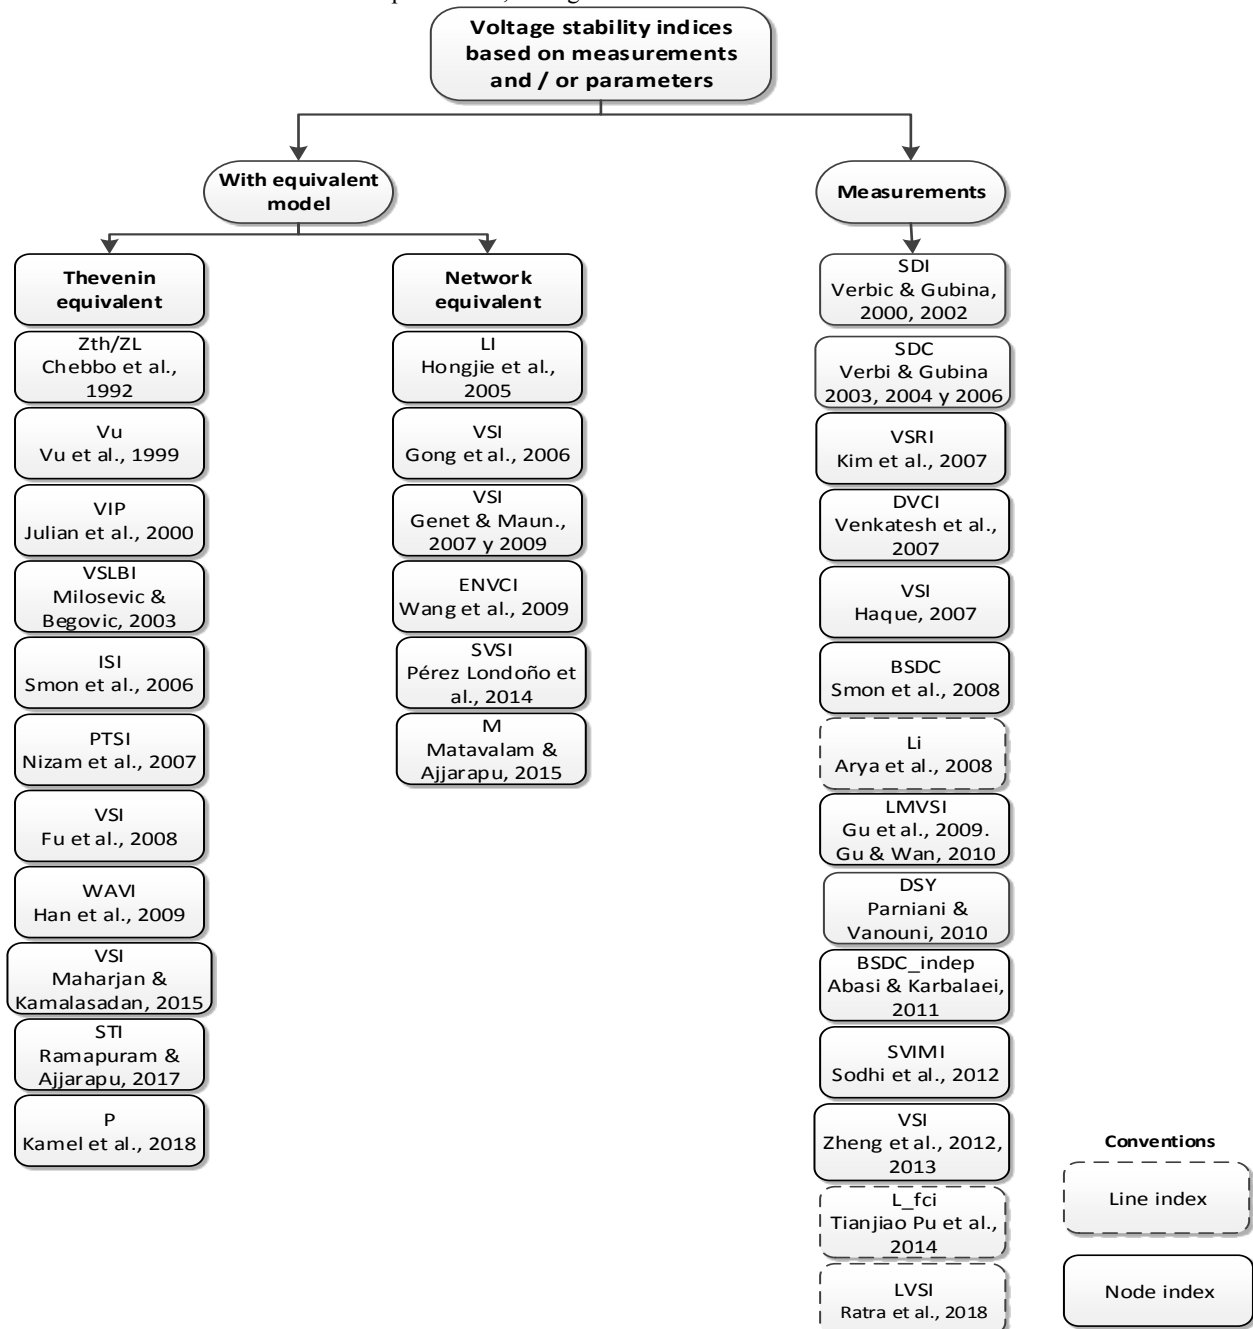 Voltage stability indices
based on measurements
and / or parameters
With equivalent
model
Measurements
Thevenin
equivalent
Zth/ZL
Chebbo et al.,
1992
Vu
Vu et al., 1999
VIP
Julian et al., 2000
VSLBI
Milosevic &
Begovic, 2003
ISI
Smon et al., 2006
PTSI
Nizam et al., 2007
VSI
Fu et al., 2008
WAVI
Han et al., 2009
VSI
Maharjan &
Kamalasadan, 2015
STI
Ramapuram &
Ajjarapu, 2017
P
Kamel et al., 2018
Network
equivalent
LI
Hongjie et al.,
2005
VSI
Gong et al., 2006
VSI
Genet & Maun.,
2007 y 2009
ENVCI
Wang et al., 2009
SVSI
Pérez Londoño et
al., 2014
M
Matavalam &
Ajjarapu, 2015
SDI
Verbic & Gubina,
2000, 2002
SDC
Verbi & Gubina
2003, 2004 y 2006
VSRI
Kim et al., 2007
DVCI
Venkatesh et al.,
2007
VSI
Haque, 2007
BSDC
Smon et al., 2008
Li
Arya et al., 2008
LMVSI
Gu et al., 2009.
Gu & Wan, 2010
DSY
Parniani &
Vanouni, 2010
BSDC_indep
Abasi & Karbalaei,
2011
SVIMI
Sodhi et al., 2012
VSI
Zheng et al., 2012,
2013
L_fci
Tianjiao Pu et al.,
2014
LVSI
Ratra et al., 2018
Conventions
Line index
Node index